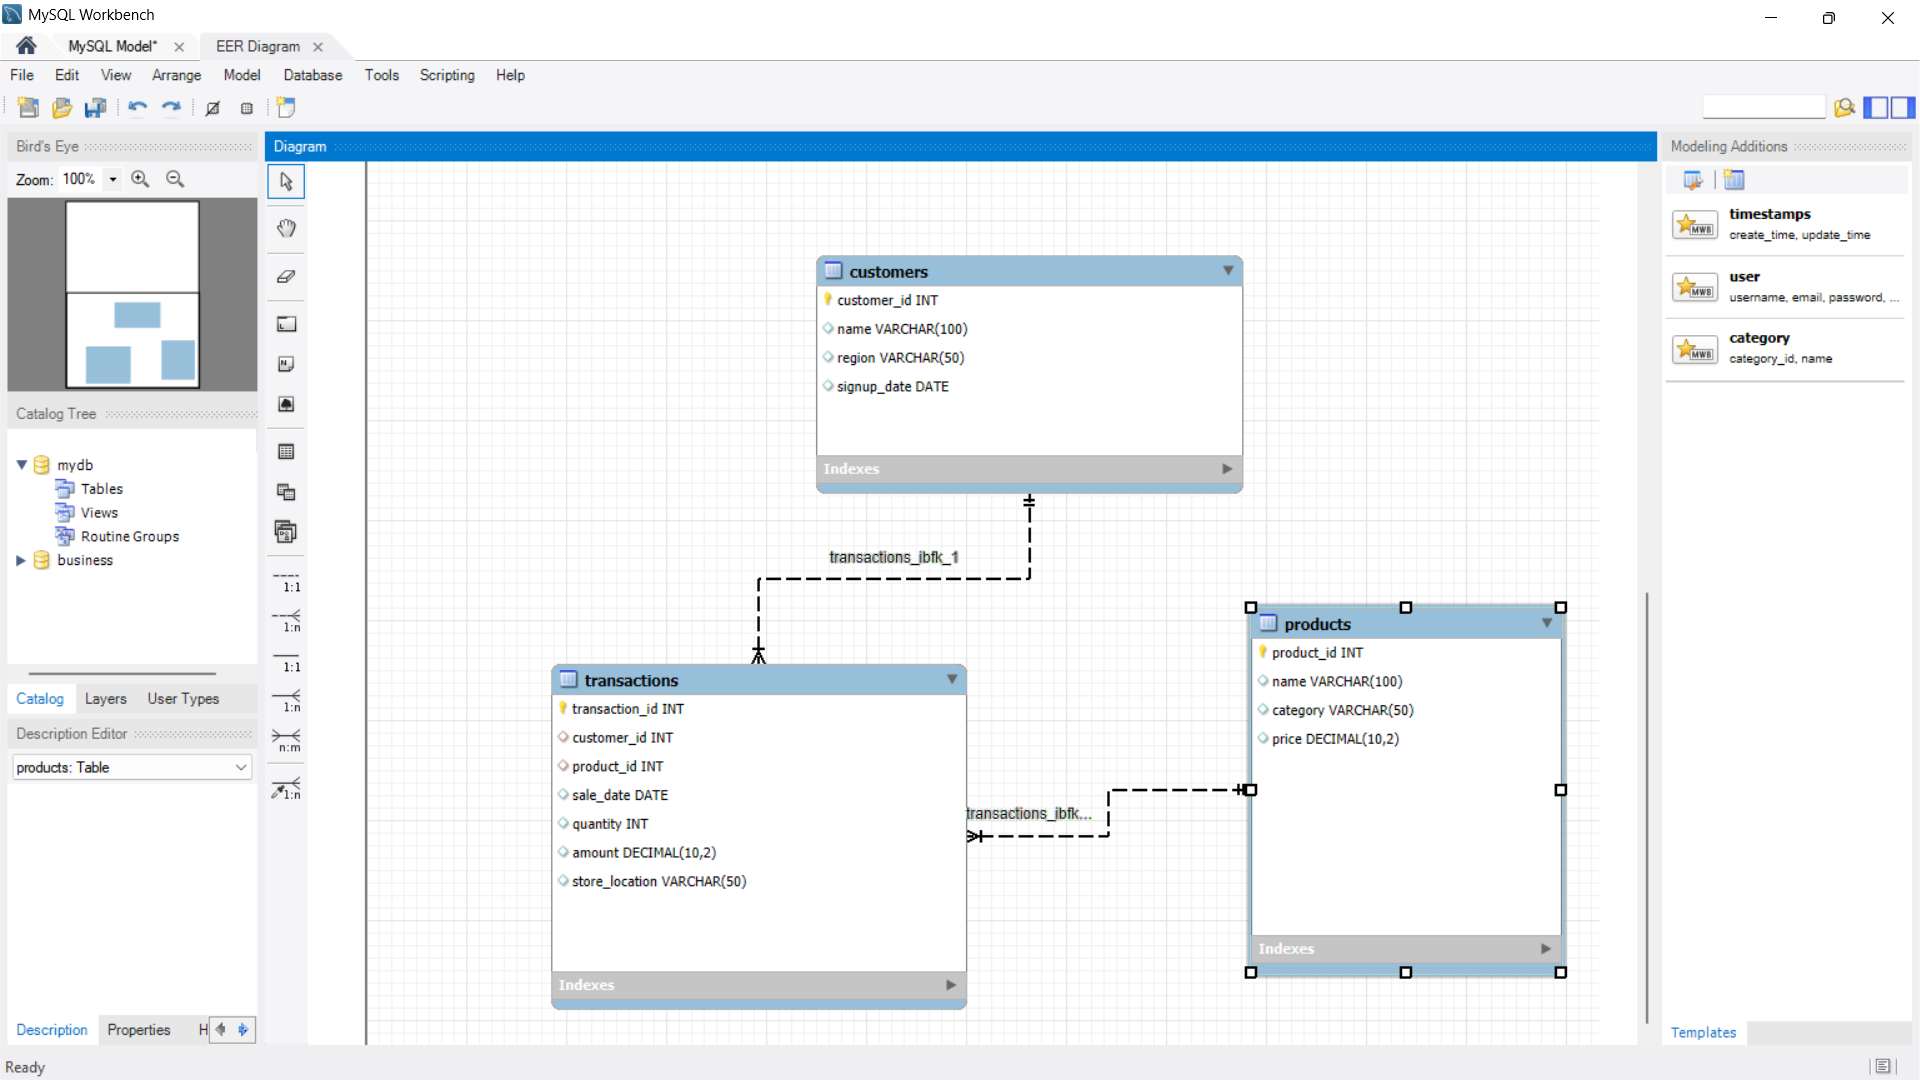 MySQL Workbench
MySQL Model*
EER Diagram
File Edit View Arrange Model Database Tools Scripting Help
Bird's Eye
Zoom: 100%
Catalog Tree
mydb
Tables
Views
Routine Groups
business
Catalog Layers User Types
Description Editor
products: Table
Description Properties H
Ready
Diagram
1:1
1:n
1:1
1:n
n:m
1:n
customers
customer_id INT
name VARCHAR(100)
region VARCHAR(50)
signup_date DATE
Indexes
transactions_ibfk_1
transactions
transaction_id INT
customer_id INT
product_id INT
sale_date DATE
quantity INT
amount DECIMAL(10,2)
store_location VARCHAR(50)
Indexes
transactions_ibfk...
products
product_id INT
name VARCHAR(100)
category VARCHAR(50)
price DECIMAL(10,2)
Indexes
Modeling Additions
MWB
timestamps
create_time, update_time
MWB
user
username, email, password, ...
MWB
category
category_id, name
Templates